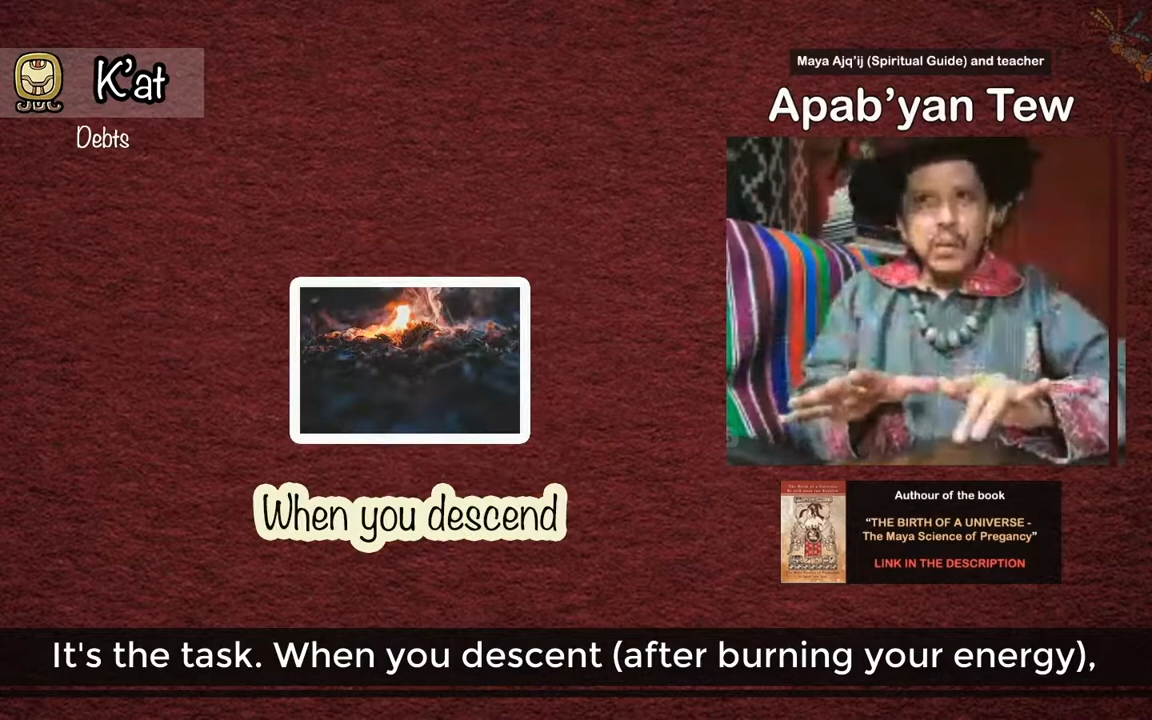 K'at
Debts
Maya Ajq'ij (Spiritual Guide) and teacher
Apab'yan Tew
When you descend
Authour of the book
"THE BIRTH OF A UNIVERSE -
The Maya Science of Pregancy"
LINK IN THE DESCRIPTION
It's the task. When you descent (after burning your energy),